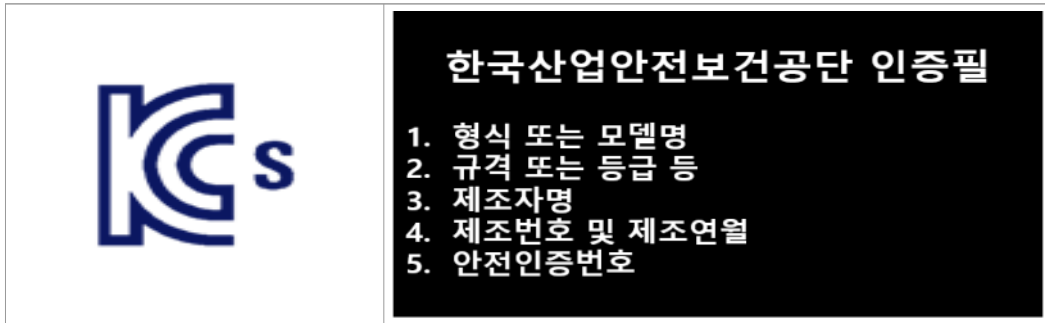 KCs
한국산업안전보건공단 인증필
1. 형식 또는 모델명
2. 규격 또는 등급 등
3. 제조자명
4. 제조번호 및 제조연월
5. 안전인증번호